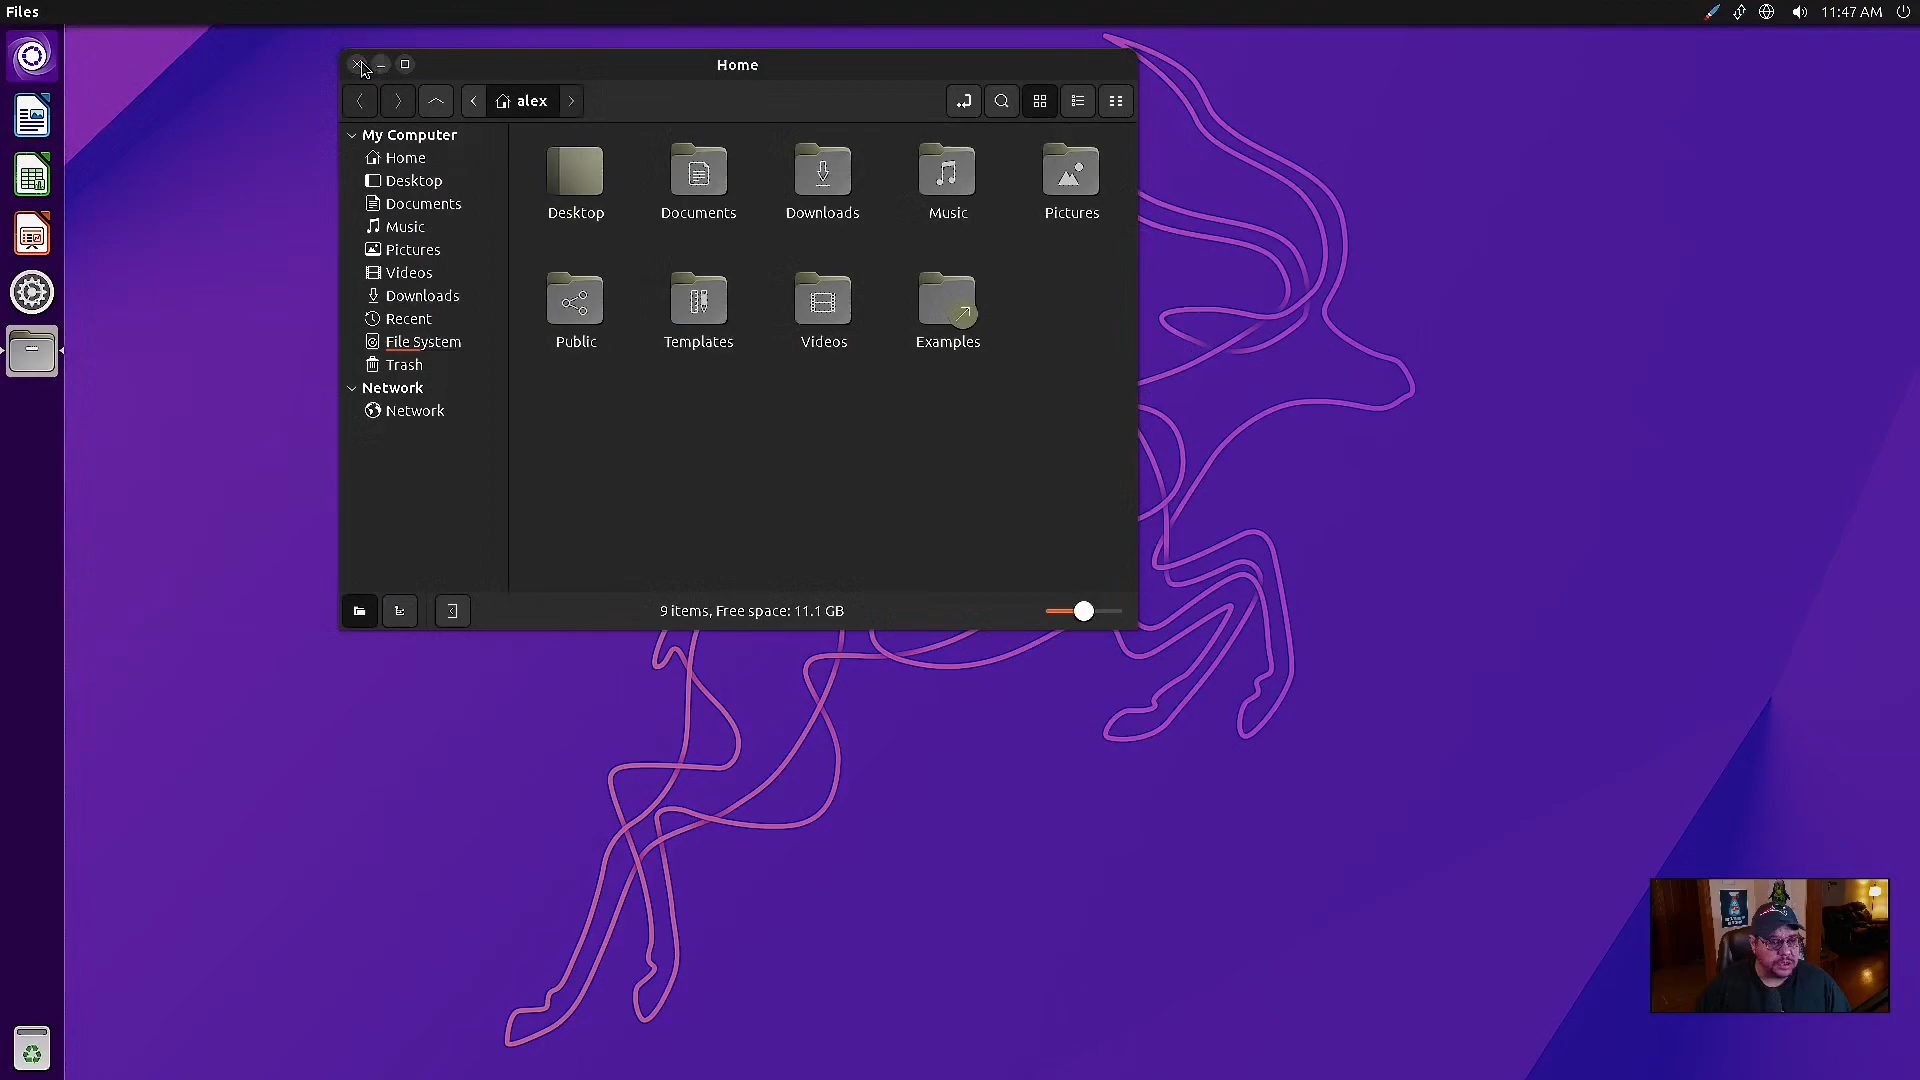 Files
11:47 AM
Home
alex
My Computer
Home
Desktop
Documents
Music
Pictures
Videos
Downloads
Recent
File System
Trash
Network
Network
Desktop
Documents
Downloads
Music
Pictures
Public
Templates
Videos
Examples
9 items, Free space: 11.1 GB